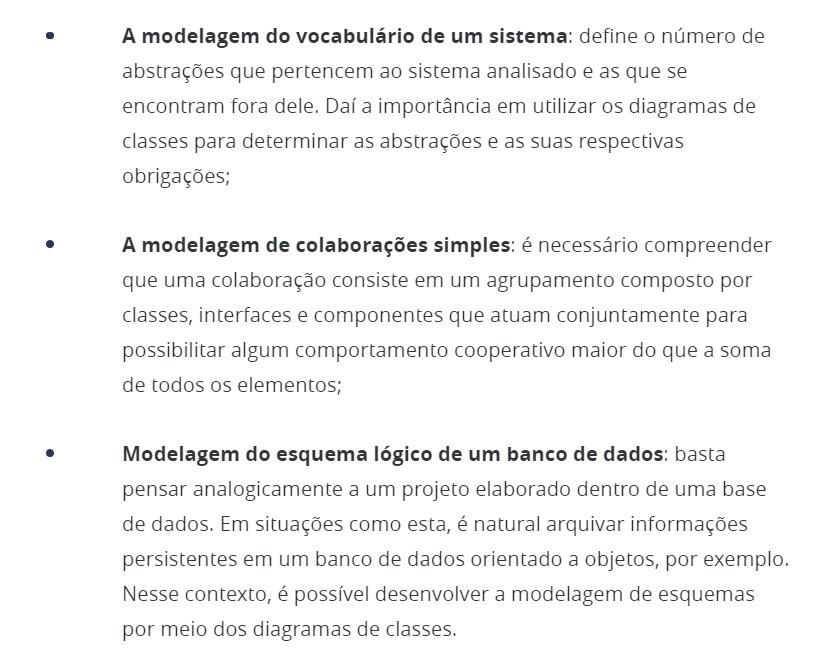 • A modelagem do vocabulário de um sistema: define o número de
abstrações que pertencem ao sistema analisado e as que se
encontram fora dele. Daí a importância em utilizar os diagramas de
classes para determinar as abstrações e as suas respectivas
obrigações;
• A modelagem de colaborações simples: é necessário compreender
que uma colaboração consiste em um agrupamento composto por
classes, interfaces e componentes que atuam conjuntamente para
possibilitar algum comportamento cooperativo maior do que a soma
de todos os elementos;
• Modelagem do esquema lógico de um banco de dados: basta
pensar analogicamente a um projeto elaborado dentro de uma base
de dados. Em situações como esta, é natural arquivar informações
persistentes em um banco de dados orientado a objetos, por exemplo.
Nesse contexto, é possível desenvolver a modelagem de esquemas
por meio dos diagramas de classes.